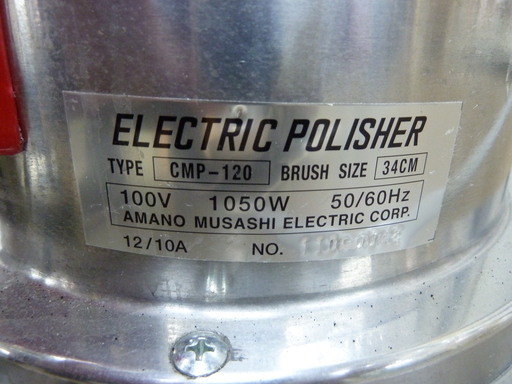 ELECTRIC POLISHER
TYPE CMP-120 BRUSH SIZE 34CM
100V 1050W 50/60Hz
AMANO MUSASHI ELECTRIC CORP.
12/10A NO.